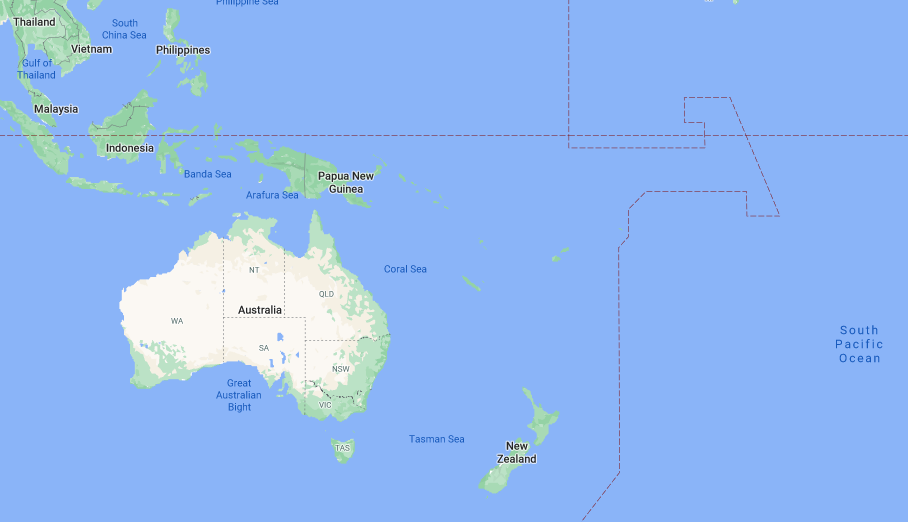 Philippine Sea
Thailand
South
China Sea
Vietnam
Philippines
Gulf of
Thailand
Malaysia
Indonesia
Banda Sea
Papua New
Guinea
Arafura Sea
Coral Sea
NT
QLD
Australia
WA
SA
NSW
South
Pacific
Ocean
Great
Australian
Bight
VIC
TAS
Tasman Sea
New
Zealand